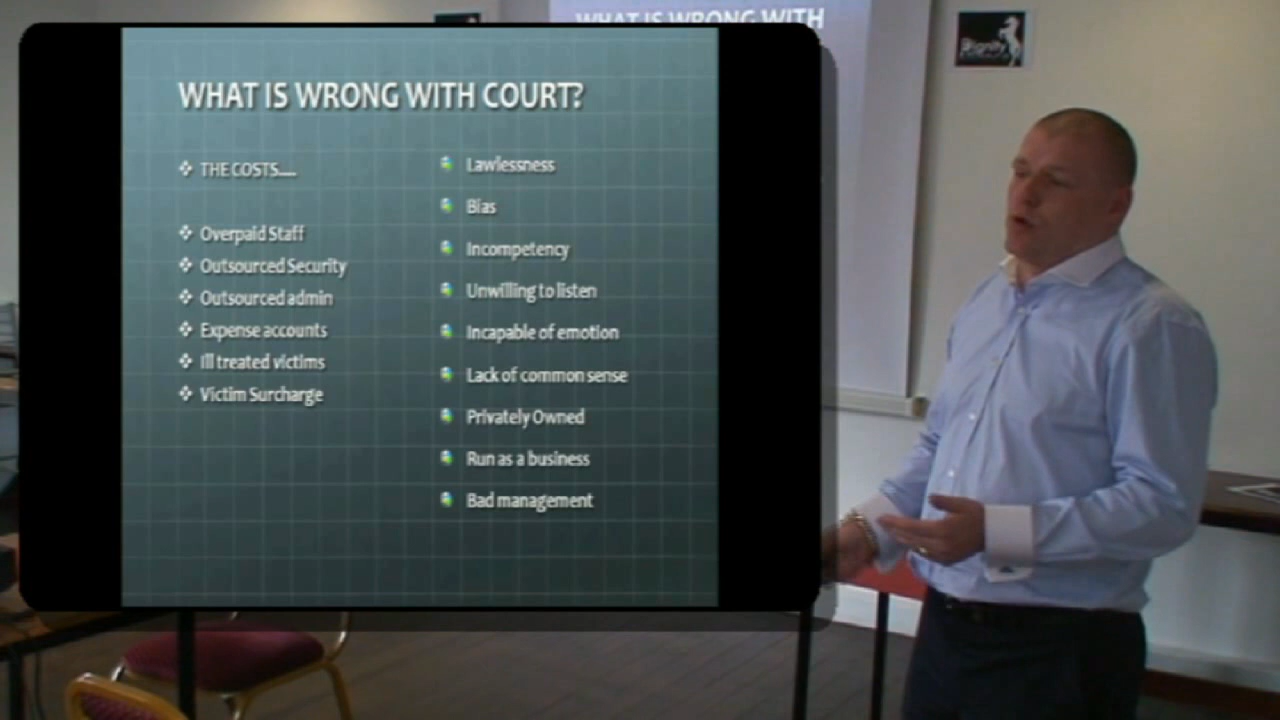 WHAT IS WRONG WITH
WHAT IS WRONG WITH COURT?
THE COSTS.....
Overpaid Staff
Outsourced Security
Outsourced admin
Expense accounts
Ill treated victims
Victim Surcharge
Lawlessness
Bias
Incompetency
Unwilling to listen
Incapable of emotion
Lack of common sense
Privately Owned
Run as a business
Bad management
Dignity